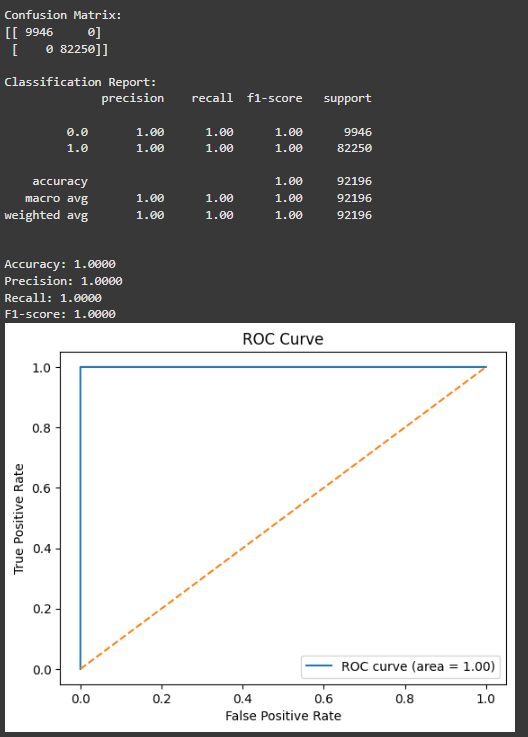 Confusion Matrix:
[[ 9946     0]
 [    0 82250]]
Classification Report:
              precision    recall  f1-score   support
         0.0       1.00      1.00      1.00      9946
         1.0       1.00      1.00      1.00     82250
    accuracy                           1.00     92196
   macro avg       1.00      1.00      1.00     92196
weighted avg       1.00      1.00      1.00     92196
Accuracy: 1.0000
Precision: 1.0000
Recall: 1.0000
F1-score: 1.0000
ROC Curve
1.0
0.8
0.6
0.4
0.2
0.0
True Positive Rate
ROC curve (area = 1.00)
0.0 0.2 0.4 0.6 0.8 1.0
False Positive Rate